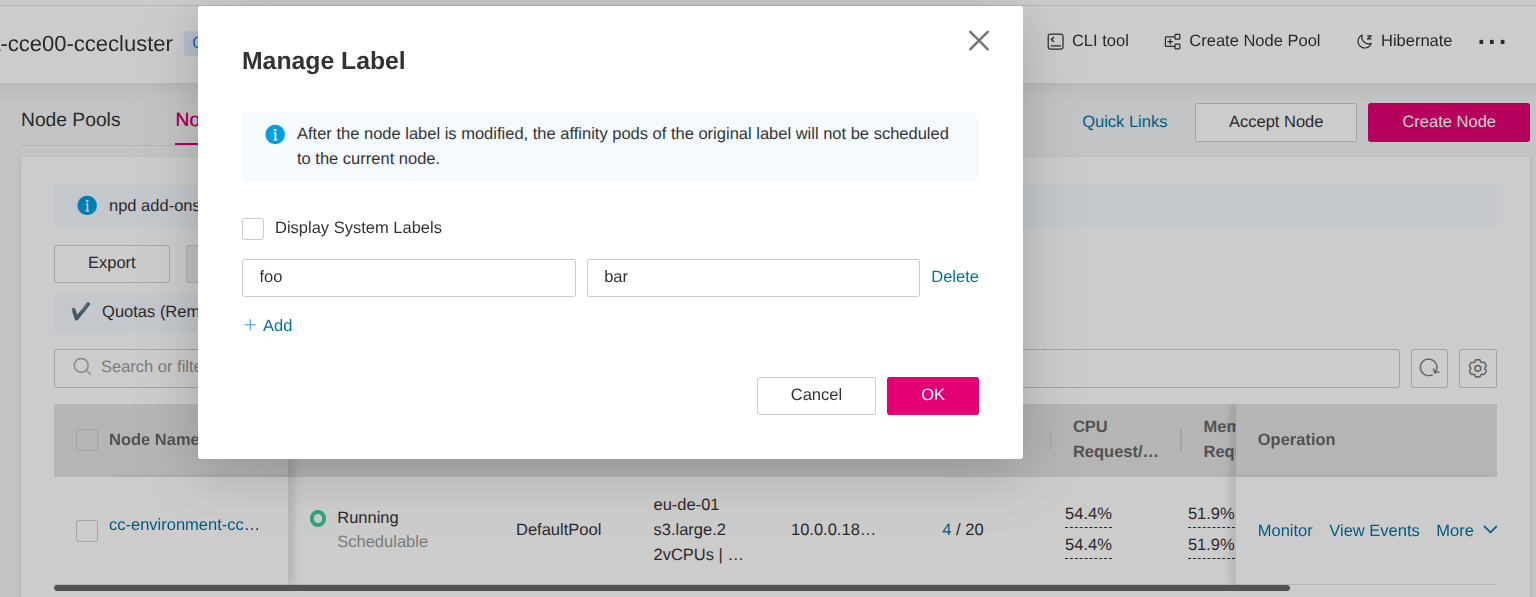 -cce00-ccecluster
CLI tool
Create Node Pool
Hibernate
Manage Label
After the node label is modified, the affinity pods of the original label will not be scheduled
to the current node.
Node Pools
Quick Links
Accept Node
Create Node
npd add-ons
Display System Labels
Export
foo
bar
Delete
Quotas (Rem
+ Add
Search or filte
Cancel
OK
Node Name
CPU
Request/...
Mem
Requ
Operation
cc-environment-cc...
Running
Schedulable
DefaultPool
eu-de-01
s3.large.2
2vCPUs | ...
10.0.0.18...
4 / 20
54.4%
54.4%
51.9%
51.9%
Monitor
View Events
More